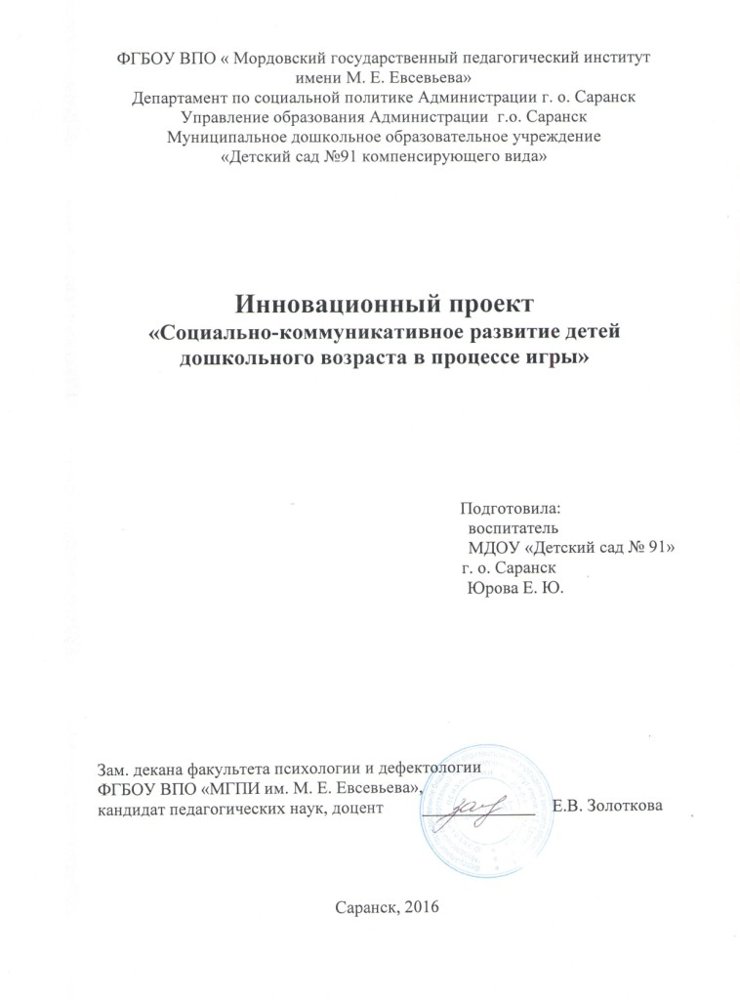 ФГБОУ ВПО « Мордовский государственный педагогический институт
имени М. Е. Евсевьева»
Департамент по социальной политике Администрации г. о. Саранск
Управление образования Администрации г.о. Саранск
Муниципальное дошкольное образовательное учреждение
«Детский сад №91 компенсирующего вида»
Инновационный проект
«Социально-коммуникативное развитие детей
дошкольного возраста в процессе игры»
Подготовила:
воспитатель
МДОУ «Детский сад № 91»
г. о. Саранск
Юрова Е. Ю.
Зам. декана факультета психологии и дефектологии
ФГБОУ ВПО «МГПИ им. М. Е. Евсевьева»,
кандидат педагогических наук, доцент Е.В. Золоткова
Саранск, 2016